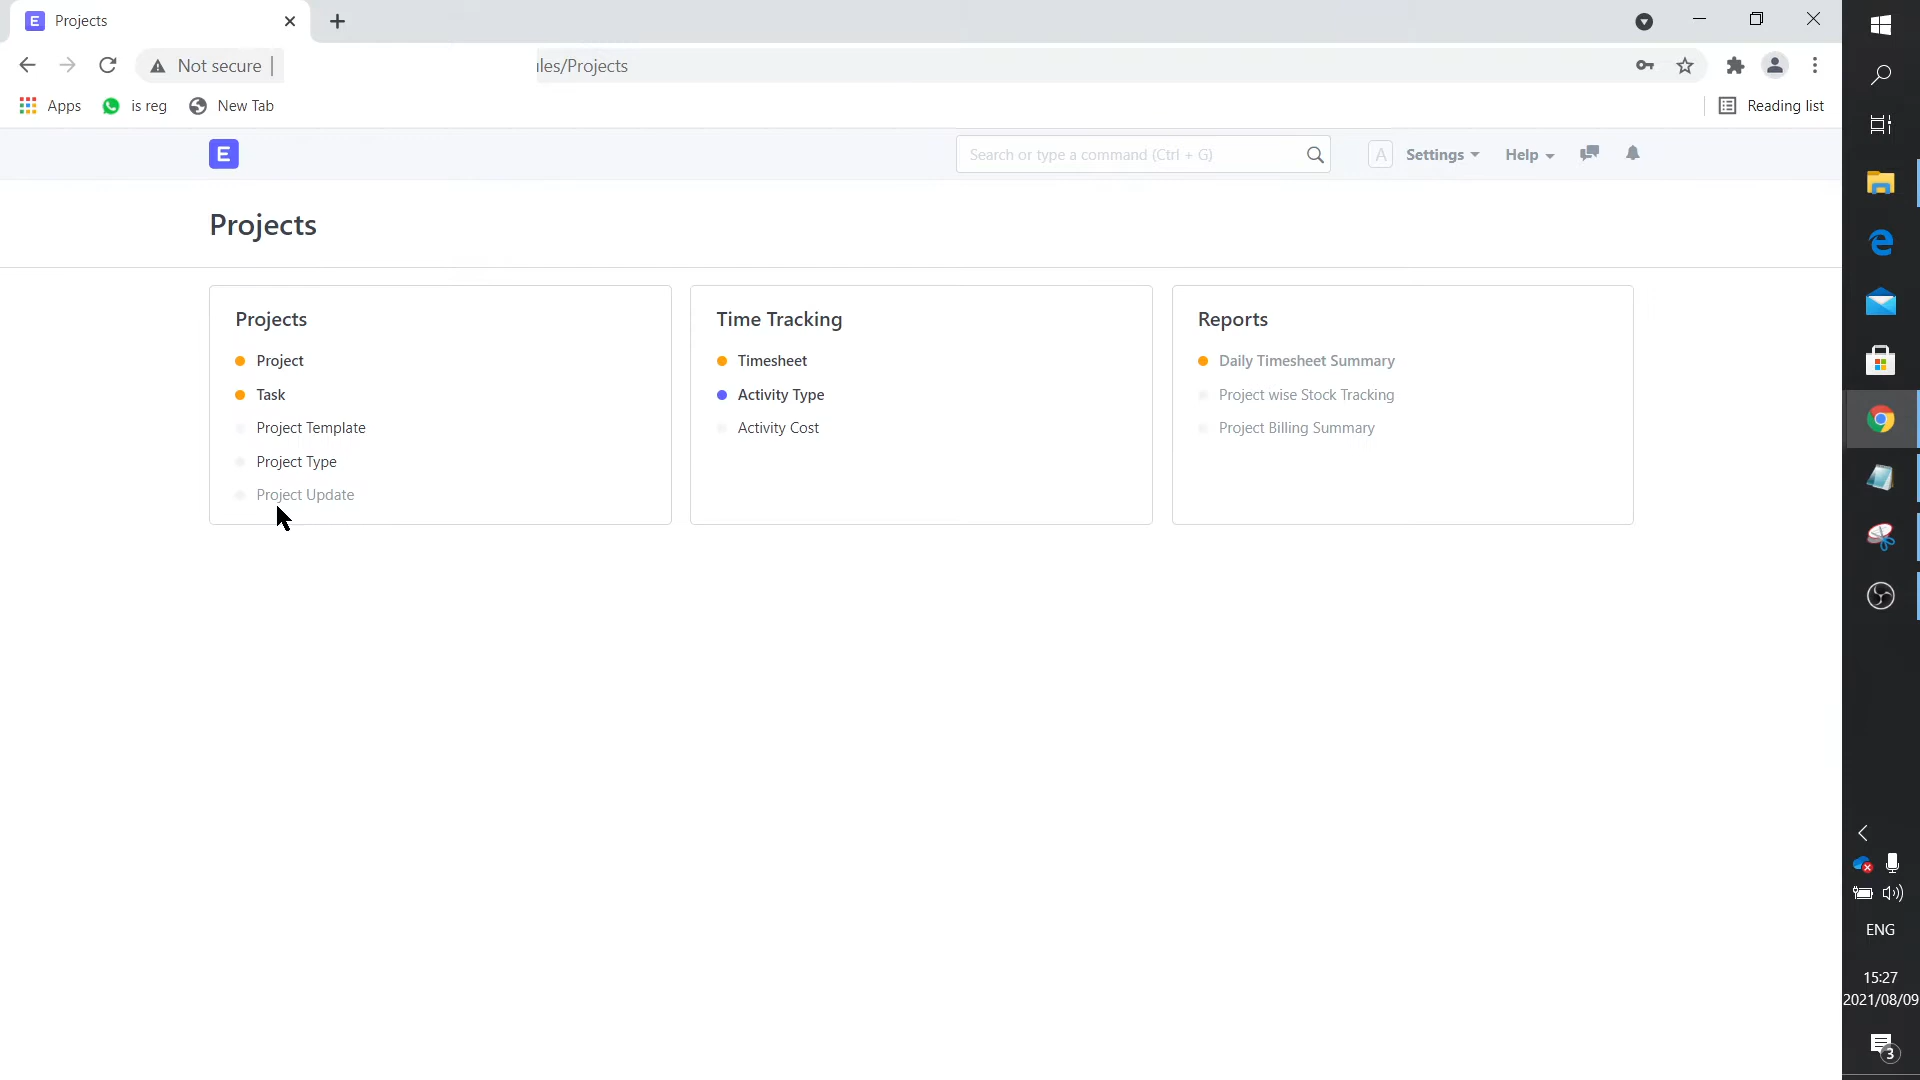 E Projects
Not secure
les/Projects
Apps is reg New Tab
Reading list
E
Search or type a command (Ctrl + G)
A Settings Help
Projects
Projects
Project
Task
Project Template
Project Type
Project Update
Time Tracking
Timesheet
Activity Type
Activity Cost
Reports
Daily Timesheet Summary
Project wise Stock Tracking
Project Billing Summary
ENG
15:27
2021/08/09
3